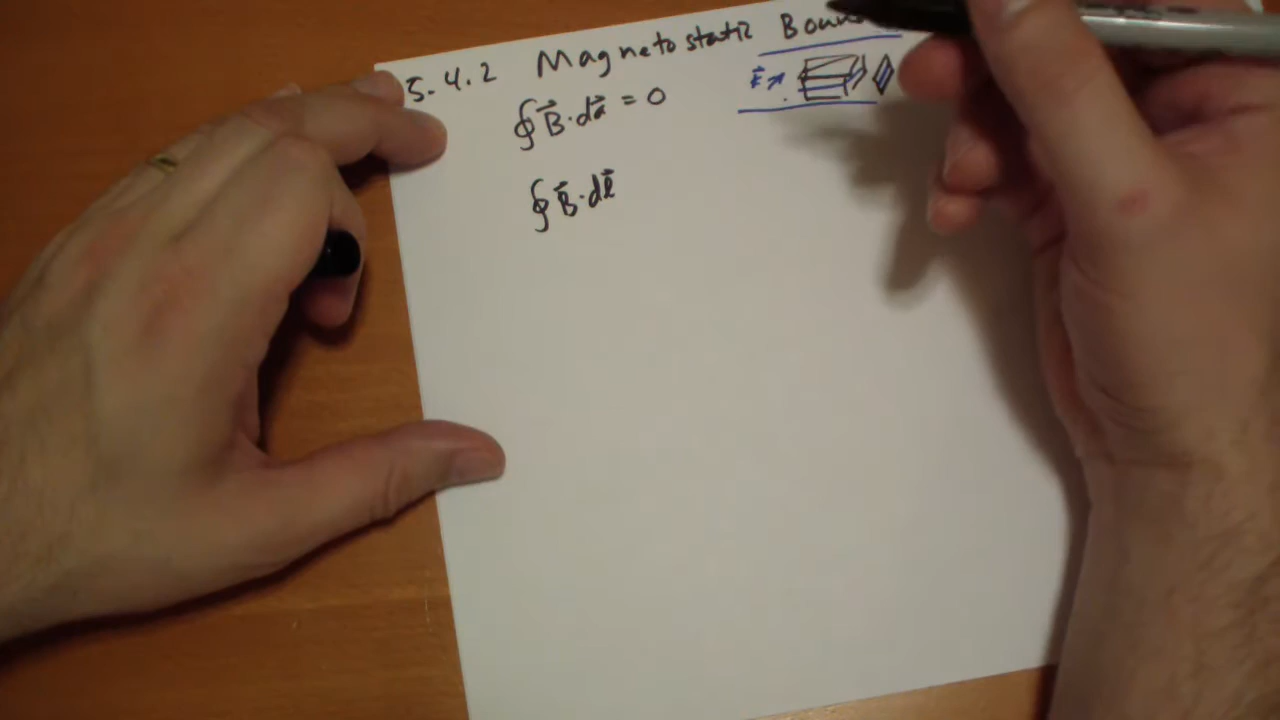 5.4.2 Magnetostatic
∮B⃗·da⃗ = 0
∮B⃗·dℓ⃗